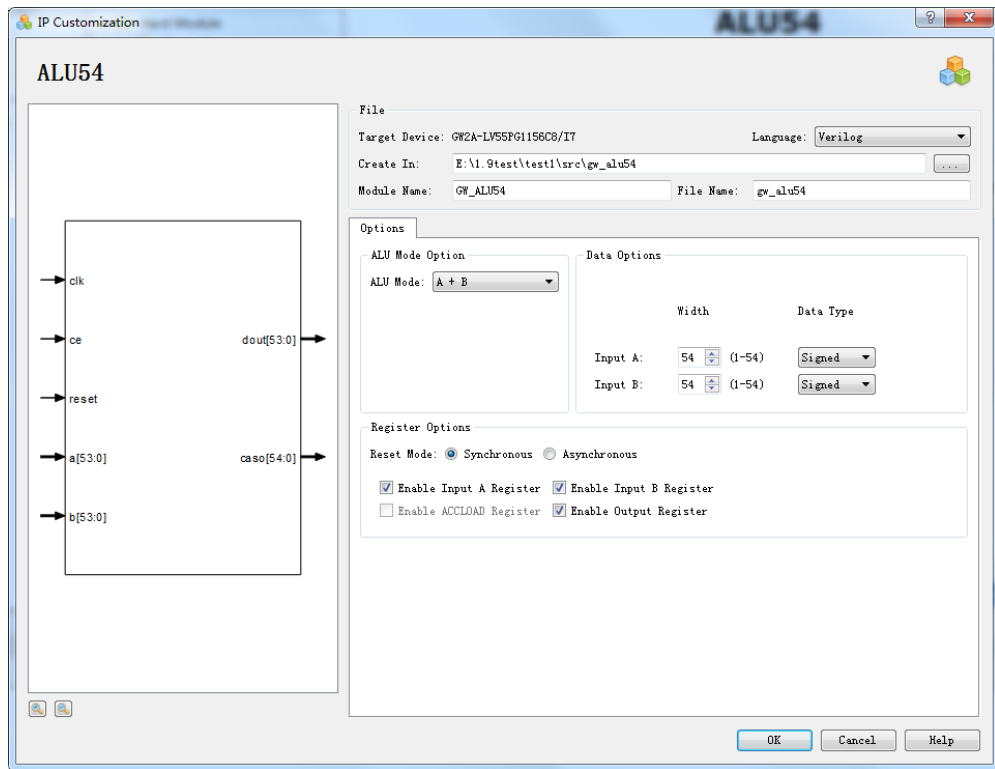 IP Customization
ALU54
ALU54
File
Target Device: GW2A-LV55PG1156C8/I7
Language: Verilog
Create In: E:\1.9test\test1\src\gw_alu54 ...
Module Name: GW_ALU54 File Name: gw_alu54
Options
ALU Mode Option
ALU Mode: A + B
Data Options
Width Data Type
Input A: 54 (1-54) Signed
Input B: 54 (1-54) Signed
Register Options
Reset Mode: Synchronous Asynchronous
Enable Input A Register Enable Input B Register
Enable ACCLOAD Register Enable Output Register
clk
ce dout[53:0]
reset
a[53:0] caso[54:0]
b[53:0]
OK Cancel Help